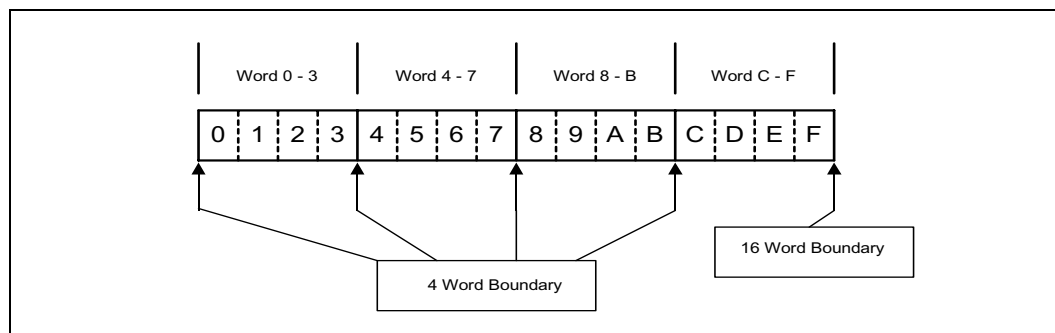 Word 0 - 3 Word 4 - 7 Word 8 - B Word C - F
0 1 2 3 4 5 6 7 8 9 A B C D E F
16 Word Boundary
4 Word Boundary